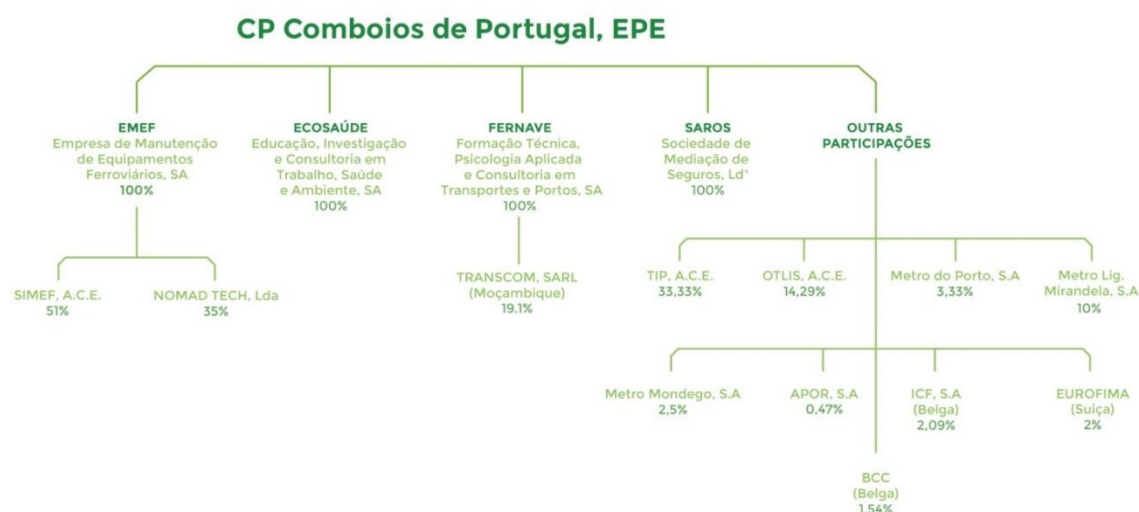 CP Comboios de Portugal, EPE
EMEF
Empresa de Manutenção
de Equipamentos
Ferroviários, SA
100%
ECOSAÚDE
Educação, Investigação
e Consultoria em
Trabalho, Saúde
e Ambiente, SA
100%
FERNAVE
Formação Técnica,
Psicologia Aplicada
e Consultoria em
Transportes e Portos, SA
100%
SAROS
Sociedade de
Mediação de
Seguros, Ldª
100%
OUTRAS
PARTICIPAÇÕES
SIMEF, A.C.E.
51%
NOMAD TECH, Lda
35%
TRANSCOM, SARL
(Moçambique)
19.1%
TIP, A.C.E.
33,33%
OTLIS, A.C.E.
14,29%
Metro do Porto, S.A
3,33%
Metro Lig.
Mirandela, S.A
10%
Metro Mondego, S.A
2,5%
APOR, S.A
0,47%
ICF, S.A
(Belga)
2,09%
EUROFIMA
(Suiça)
2%
BCC
(Belga)
1,54%